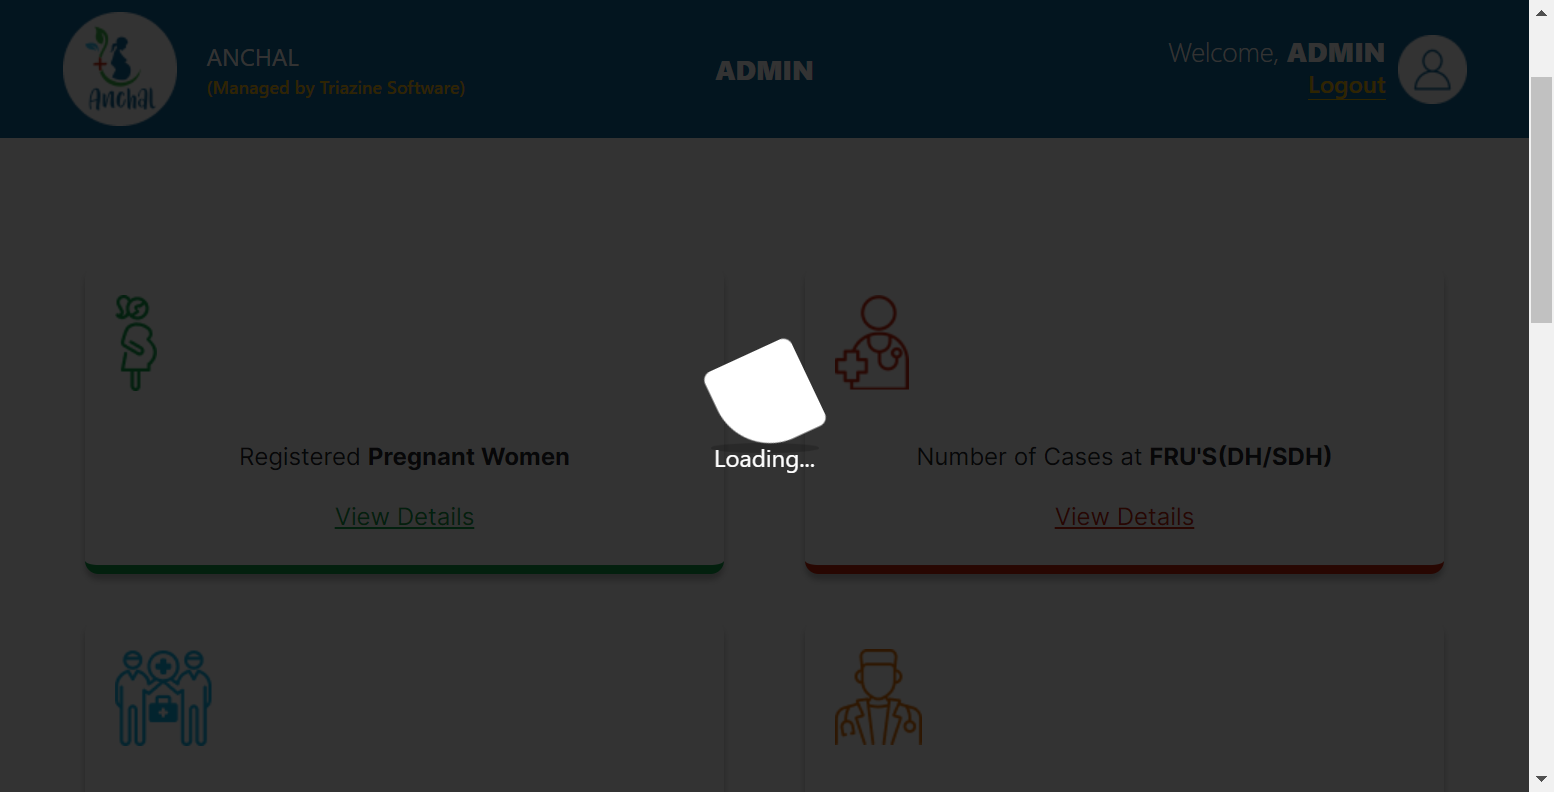 Anchal
ANCHAL
(Managed by Triazine Software)
ADMIN
Welcome, ADMIN
Logout
Loading...
Registered Pregnant Women
View Details
Number of Cases at FRU'S(DH/SDH)
View Details